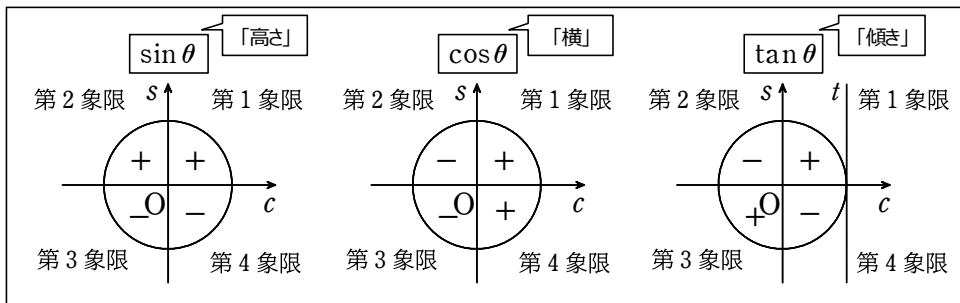 「高さ」
sin θ
第2象限 s 第1象限
+ +
O
− −
c
第3象限 第4象限
「横」
cos θ
第2象限 s 第1象限
− +
O
− +
c
第3象限 第4象限
「傾き」
tan θ
第2象限 s t 第1象限
− +
O
+ −
c
第3象限 第4象限